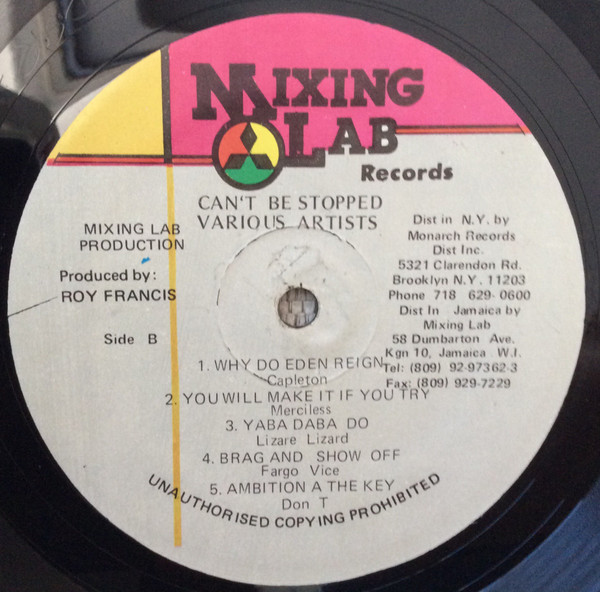 MIXING
LAB
Records
CAN'T BE STOPPED
VARIOUS ARTISTS
MIXING LAB
PRODUCTION
Produced by:
ROY FRANCIS
Side B
Dist in N.Y. by
Monarch Records
Dist Inc.
5321 Clarendon Rd.
Brooklyn N.Y. 11203
Phone 718 629-0600
Dist In Jamaica by
Mixing Lab
58 Dumbarton Ave.
Kgn 10, Jamaica W.I.
Tel: (809) 92-97362-3
Fax: (809) 929-7229
1. WHY DO EDEN REIGN
Capleton
2. YOU WILL MAKE IT IF YOU TRY
Merciless
3. YABA DABA DO
Lizare Lizard
4. BRAG AND SHOW OFF
Fargo Vice
5. AMBITION A THE KEY
Don T
UNAUTHORISED COPYING PROHIBITED